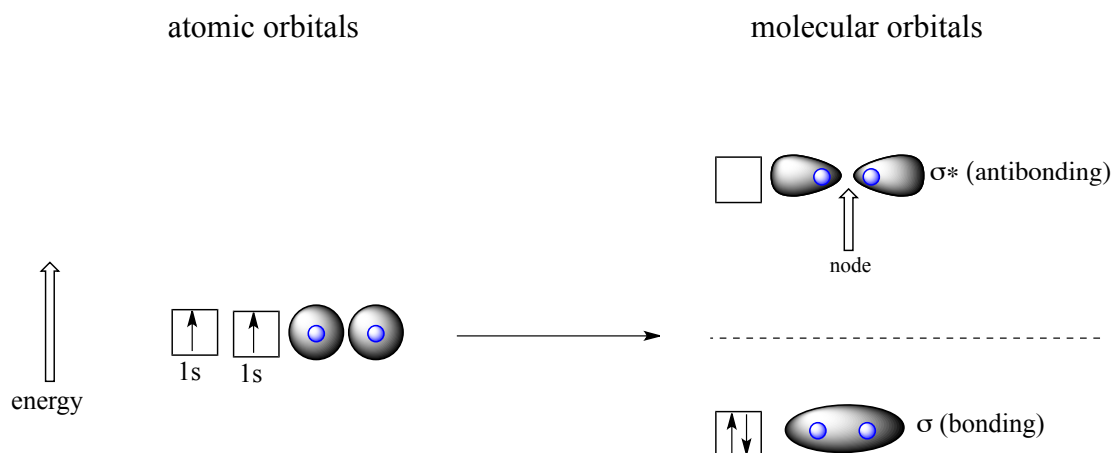 atomic orbitals
molecular orbitals
σ* (antibonding)
node
1s
1s
energy
σ (bonding)